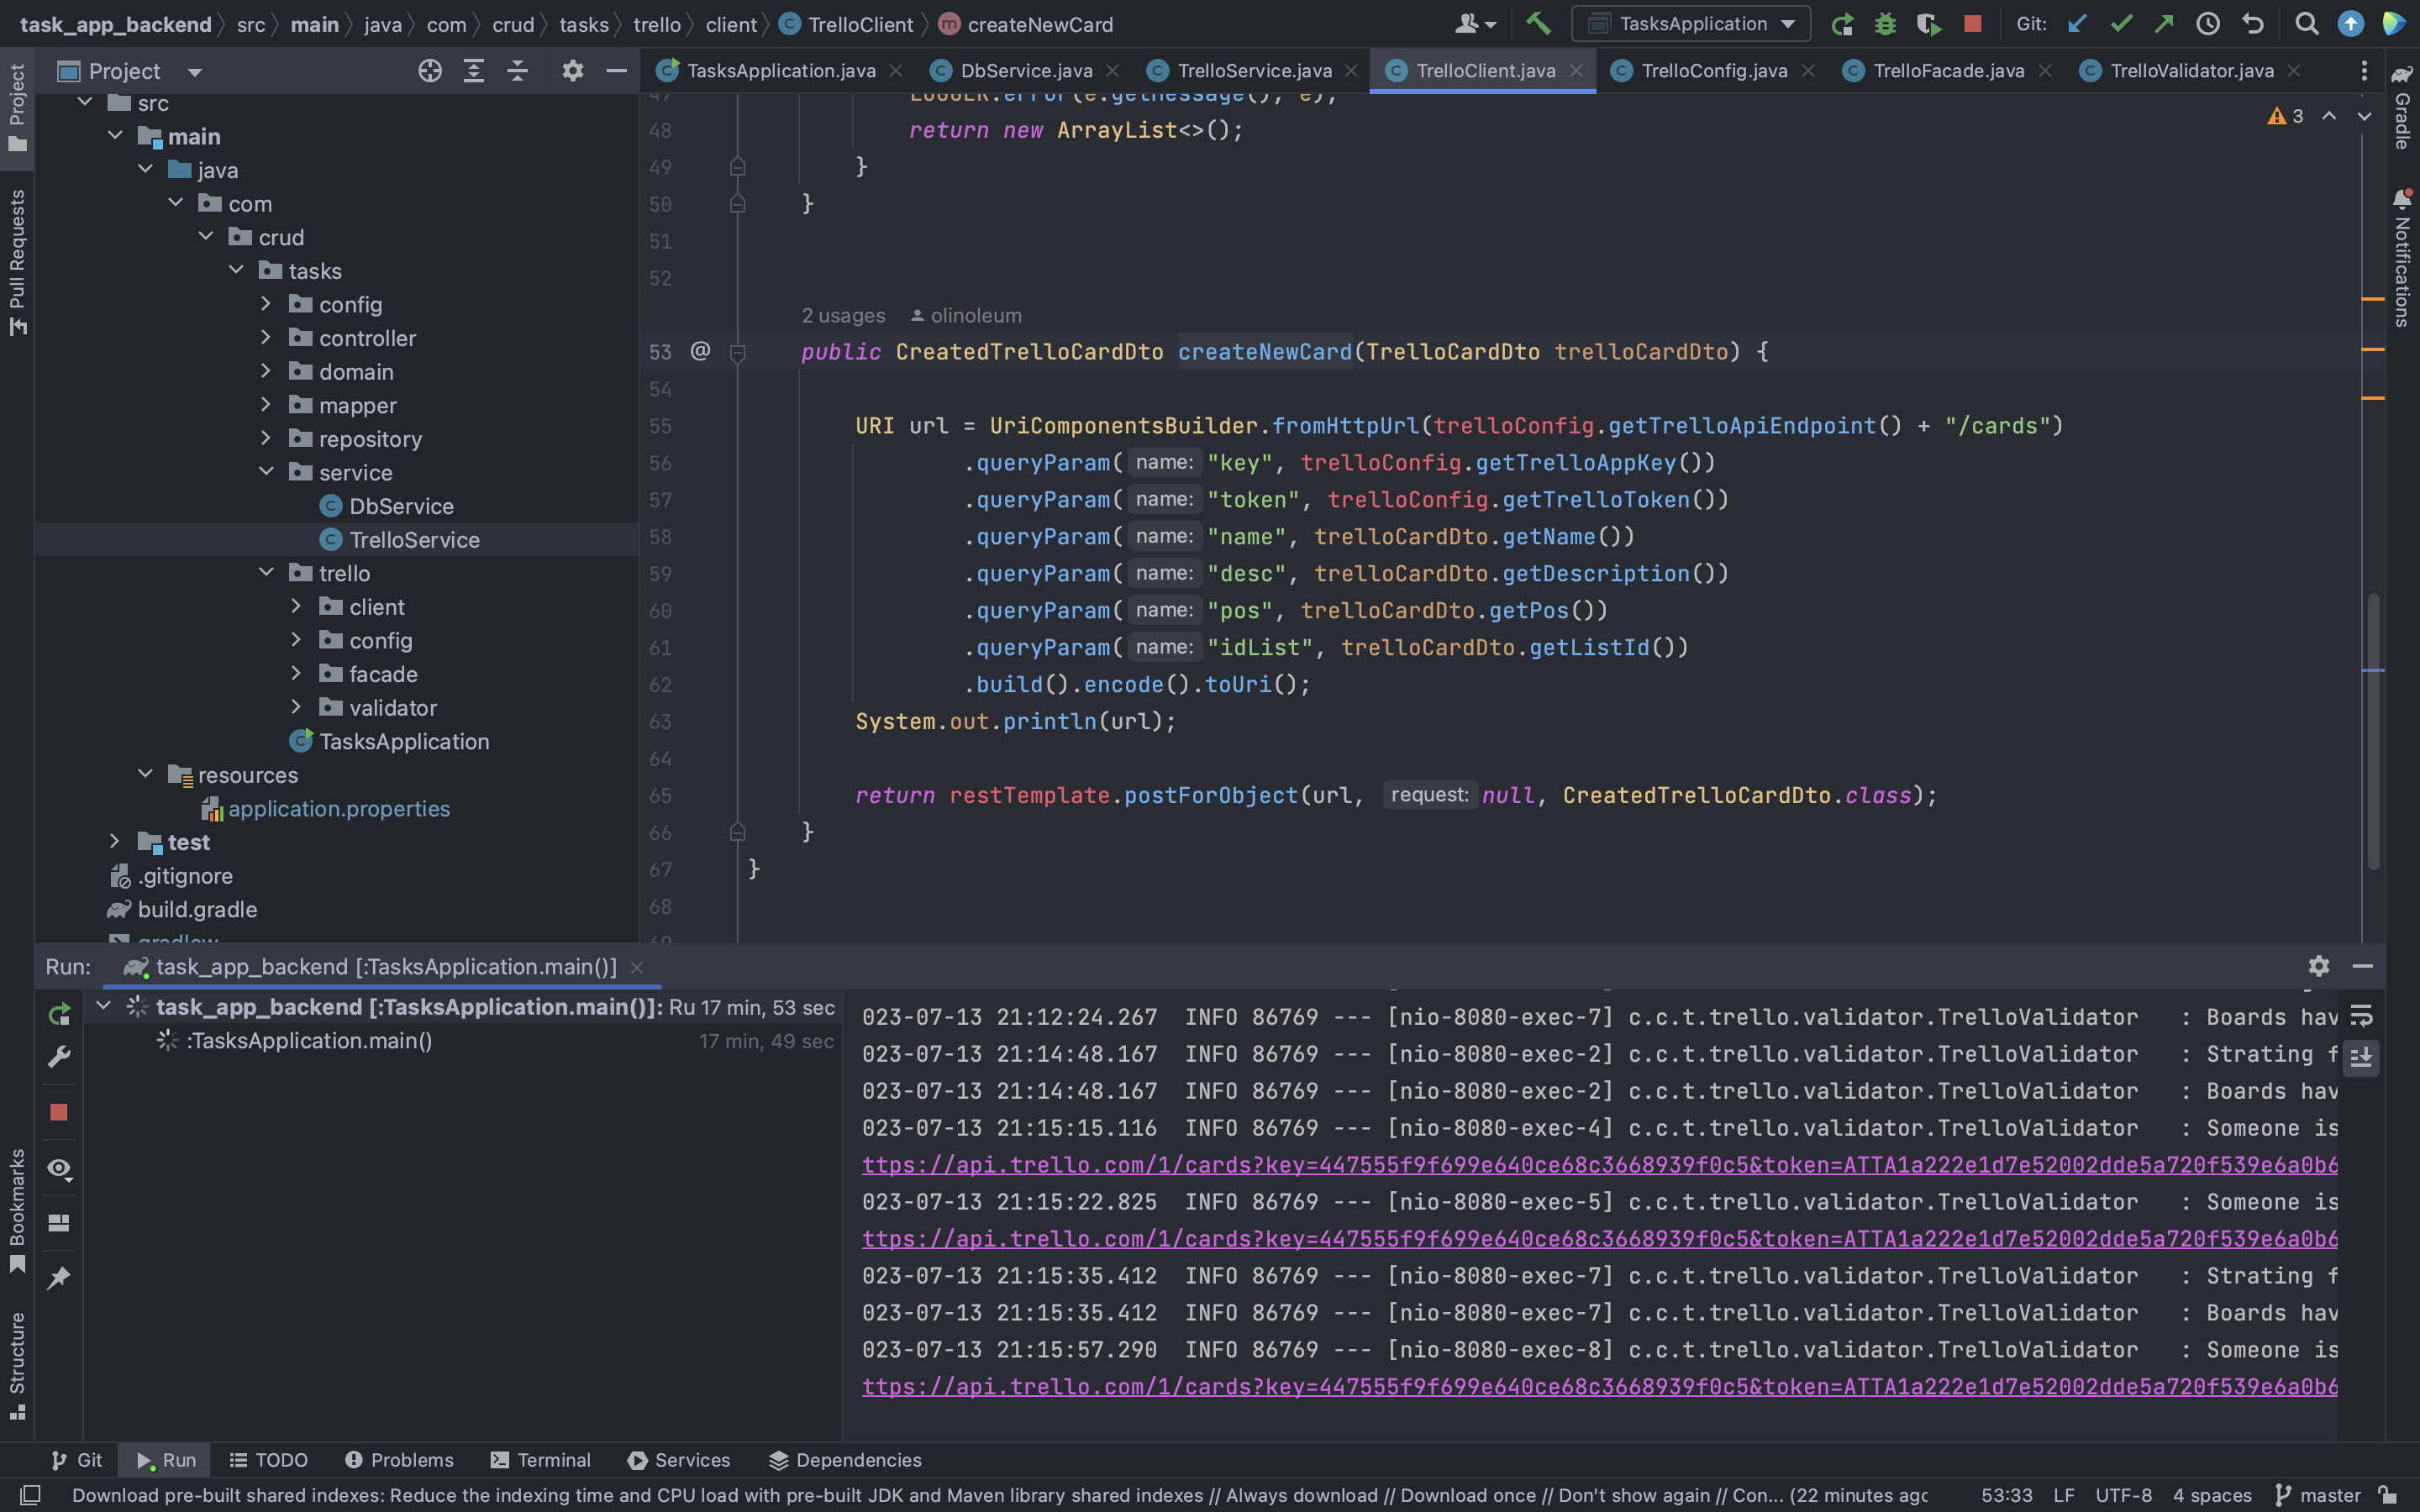 task_app_backend src main java com crud tasks trello client TrelloClient createNewCard TasksApplication Git:
Project
TasksApplication.java DbService.java TrelloService.java TrelloClient.java TrelloConfig.java TrelloFacade.java TrelloValidator.java
Project
Pull Requests
Bookmarks
Structure
Gradle
Notifications
src
main
java
com
crud
tasks
config
controller
domain
mapper
repository
service
DbService
TrelloService
trello
client
config
facade
validator
TasksApplication
resources
application.properties
test
.gitignore
build.gradle
gradlew
3
47 LOGGER.error(e.getMessage(), e);
48 return new ArrayList<>();
49 }
50 }
51
52
2 usages olinoleum
53 @ public CreatedTrelloCardDto createNewCard(TrelloCardDto trelloCardDto) {
54
55 URI url = UriComponentsBuilder.fromHttpUrl(trelloConfig.getTrelloApiEndpoint() + "/cards")
56 .queryParam( name: "key", trelloConfig.getTrelloAppKey())
57 .queryParam( name: "token", trelloConfig.getTrelloToken())
58 .queryParam( name: "name", trelloCardDto.getName())
59 .queryParam( name: "desc", trelloCardDto.getDescription())
60 .queryParam( name: "pos", trelloCardDto.getPos())
61 .queryParam( name: "idList", trelloCardDto.getListId())
62 .build().encode().toUri();
63 System.out.println(url);
64
65 return restTemplate.postForObject(url, request: null, CreatedTrelloCardDto.class);
66 }
67 }
68
Run: task_app_backend [:TasksApplication.main()]
task_app_backend [:TasksApplication.main()]: Ru 17 min, 53 sec
:TasksApplication.main() 17 min, 49 sec
023-07-13 21:12:24.267 INFO 86769 --- [nio-8080-exec-7] c.c.t.trello.validator.TrelloValidator : Boards hav
023-07-13 21:14:48.167 INFO 86769 --- [nio-8080-exec-2] c.c.t.trello.validator.TrelloValidator : Strating f
023-07-13 21:14:48.167 INFO 86769 --- [nio-8080-exec-2] c.c.t.trello.validator.TrelloValidator : Boards hav
023-07-13 21:15:15.116 INFO 86769 --- [nio-8080-exec-4] c.c.t.trello.validator.TrelloValidator : Someone is
ttps://api.trello.com/1/cards?key=447555f9f699e640ce68c3668939f0c5&token=ATTA1a222e1d7e52002dde5a720f539e6a0b6
023-07-13 21:15:22.825 INFO 86769 --- [nio-8080-exec-5] c.c.t.trello.validator.TrelloValidator : Someone is
ttps://api.trello.com/1/cards?key=447555f9f699e640ce68c3668939f0c5&token=ATTA1a222e1d7e52002dde5a720f539e6a0b6
023-07-13 21:15:35.412 INFO 86769 --- [nio-8080-exec-7] c.c.t.trello.validator.TrelloValidator : Strating f
023-07-13 21:15:35.412 INFO 86769 --- [nio-8080-exec-7] c.c.t.trello.validator.TrelloValidator : Boards hav
023-07-13 21:15:57.290 INFO 86769 --- [nio-8080-exec-8] c.c.t.trello.validator.TrelloValidator : Someone is
ttps://api.trello.com/1/cards?key=447555f9f699e640ce68c3668939f0c5&token=ATTA1a222e1d7e52002dde5a720f539e6a0b6
Git Run TODO Problems Terminal Services Dependencies
Download pre-built shared indexes: Reduce the indexing time and CPU load with pre-built JDK and Maven library shared indexes // Always download // Download once // Don't show again // Con... (22 minutes ago 53:33 LF UTF-8 4 spaces master